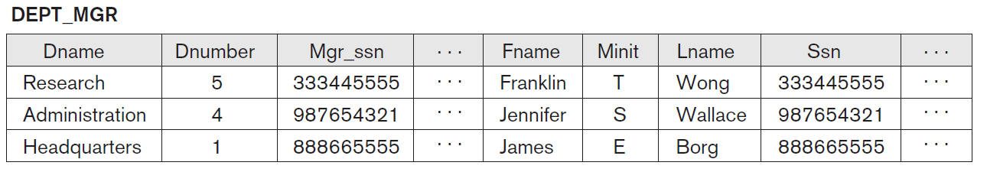 DEPT_MGR
Dname Dnumber Mgr_ssn . . . Fname Minit Lname Ssn . . .
Research 5 333445555 . . . Franklin T Wong 333445555 . . .
Administration 4 987654321 . . . Jennifer S Wallace 987654321 . . .
Headquarters 1 888665555 . . . James E Borg 888665555 . . .